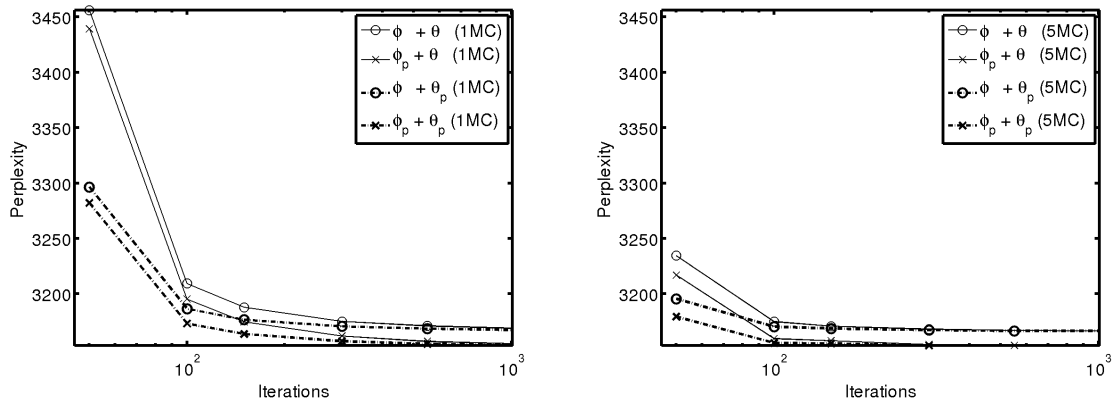 3450
3400
3350
3300
3250
3200
Perplexity
10^2
10^3
Iterations
ϕ + θ (1MC)
ϕ_p + θ (1MC)
ϕ + θ_p (1MC)
ϕ_p + θ_p (1MC)
3450
3400
3350
3300
3250
3200
Perplexity
10^2
10^3
Iterations
ϕ + θ (5MC)
ϕ_p + θ (5MC)
ϕ + θ_p (5MC)
ϕ_p + θ_p (5MC)